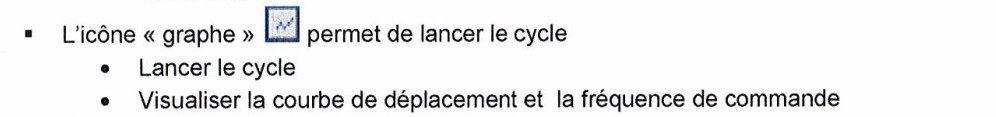 ▪ L'icône « graphe » permet de lancer le cycle
• Lancer le cycle
• Visualiser la courbe de déplacement et la fréquence de commande